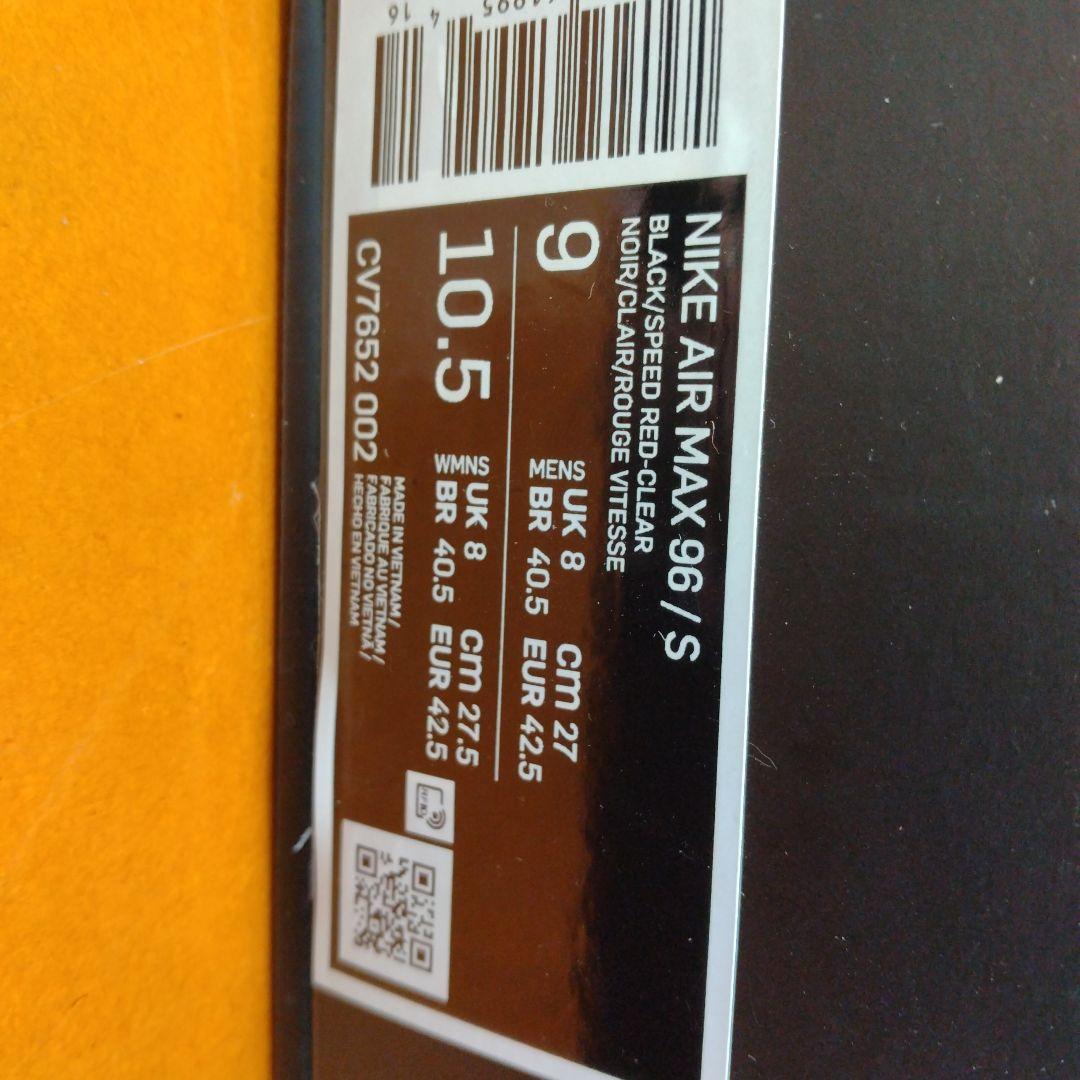 4 16
NIKE AIR MAX 96 / S
BLACK/SPEED RED-CLEAR
NOIR/CLAIR/ROUGE VITESSE
9 MENS UK 8 cm 27
BR 40.5 EUR 42.5
10.5 WMNS UK 8 cm 27.5
BR 40.5 EUR 42.5
CV7652 002
MADE IN VIETNAM /
FABRIQUE AU VIETNAM /
FABRICADO NO VIETNÃ /
HECHO EN VIETNAM